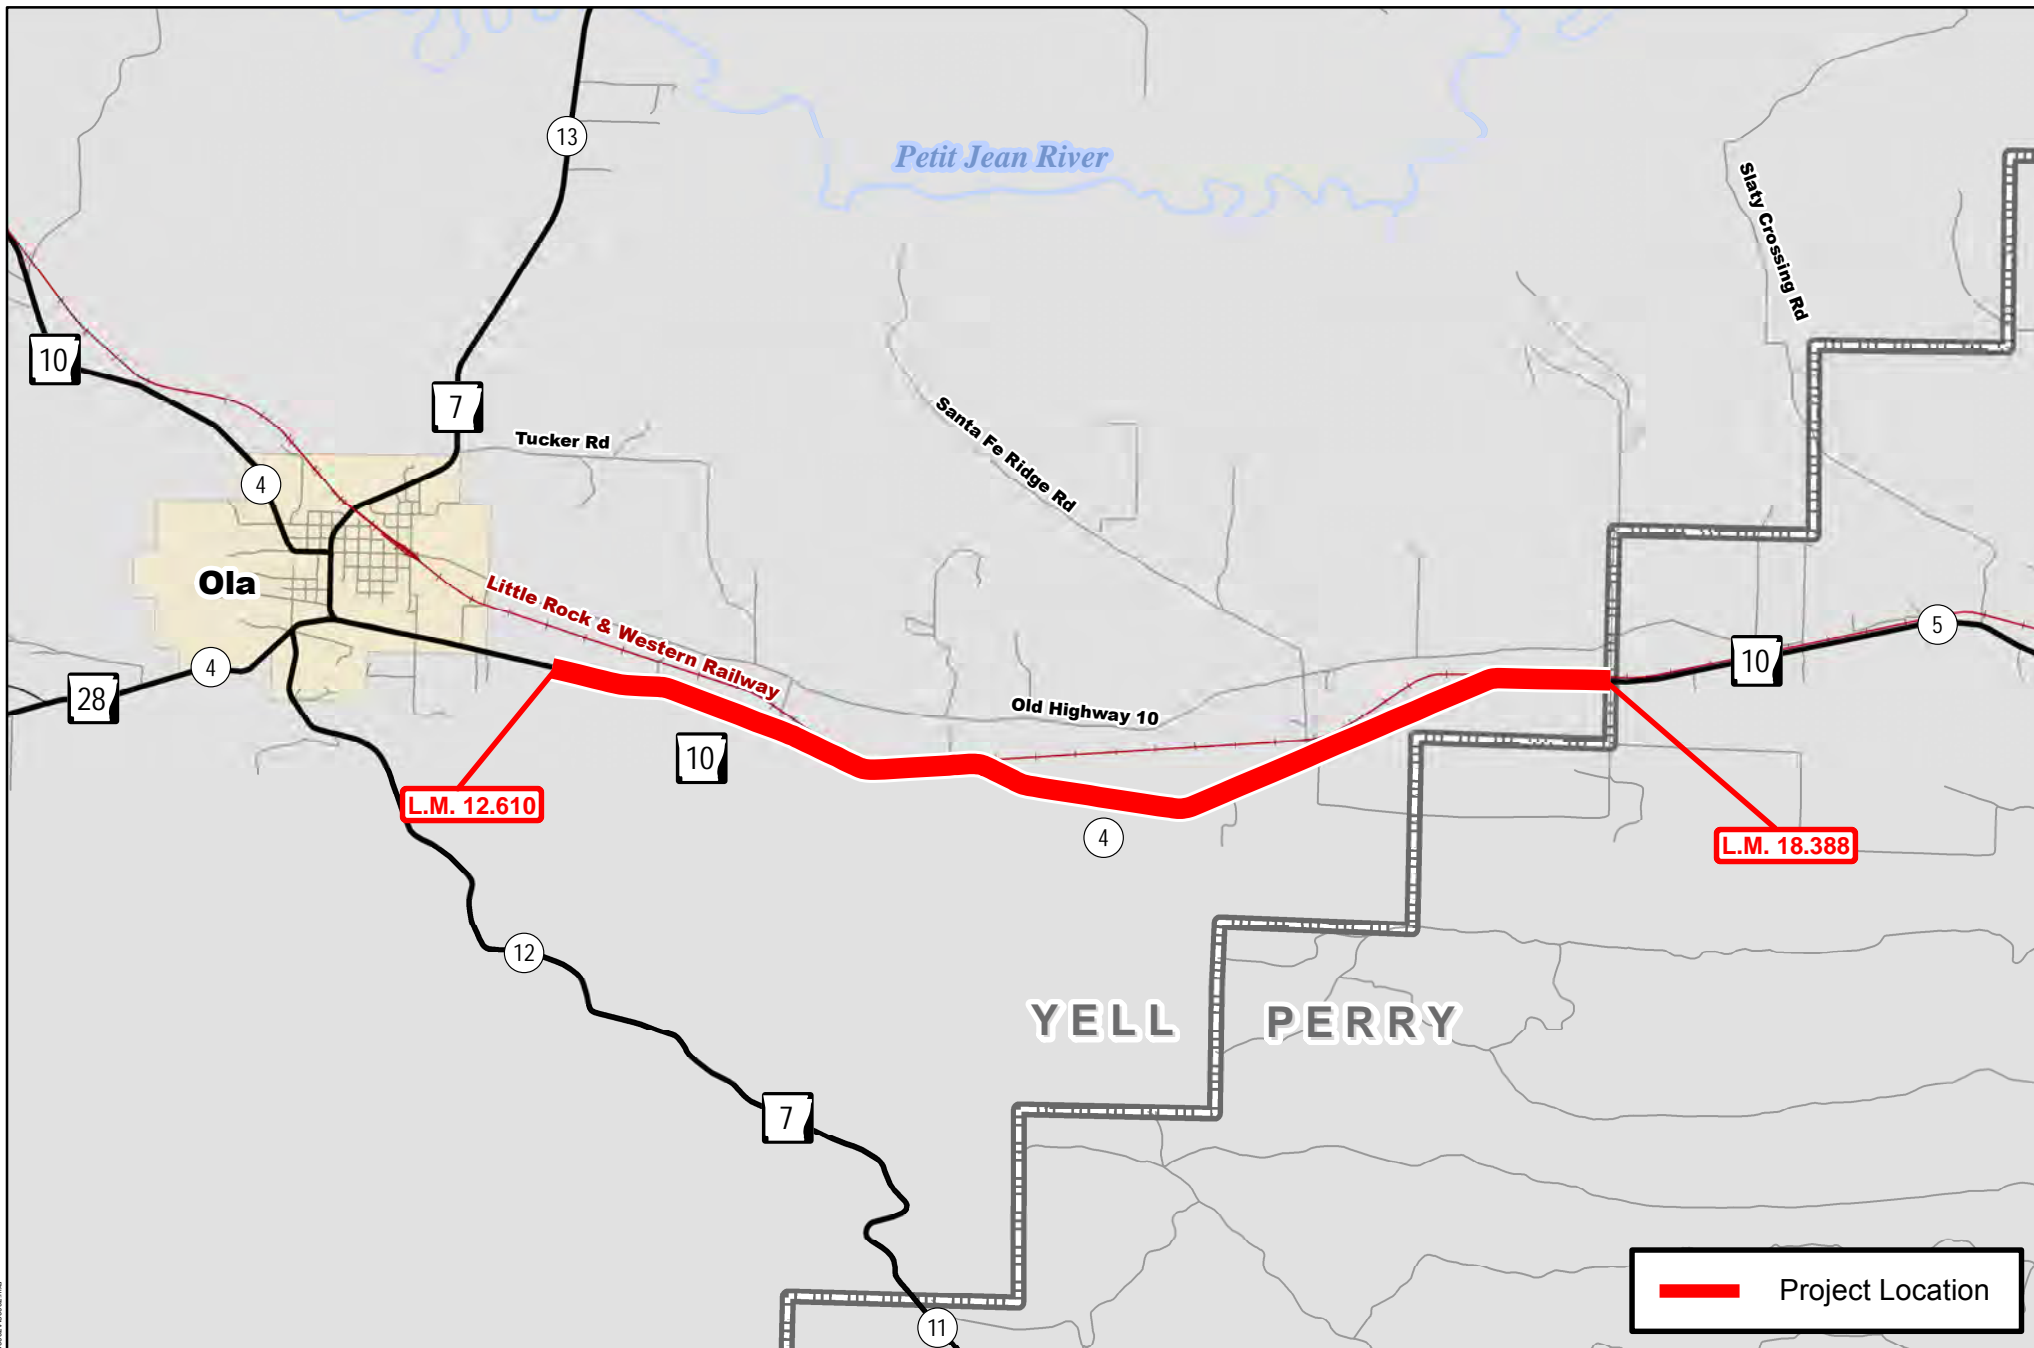 13
Petit Jean River
Slaty Crossing Rd
10
7
Tucker Rd
Santa Fe Ridge Rd
4
Ola
Little Rock & Western Railway
5
10
4
28
Old Highway 10
10
L.M. 12.610
4
L.M. 18.388
12
YELL
PERRY
7
11
Project Location